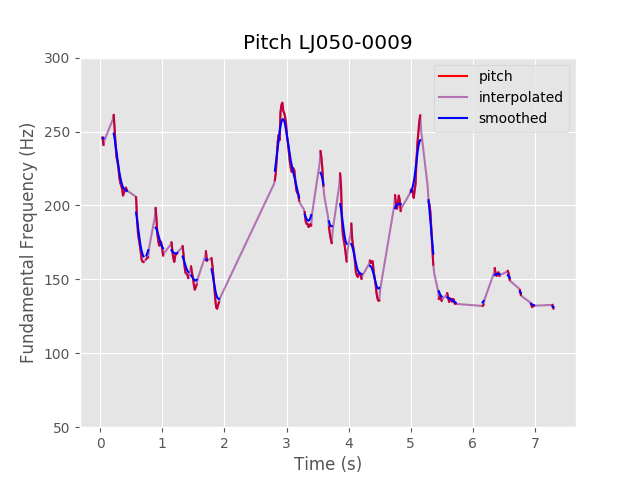 Pitch LJ050-0009
pitch
interpolated
smoothed
300
250
200
150
100
50
Fundamental Frequency (Hz)
0 1 2 3 4 5 6 7
Time (s)